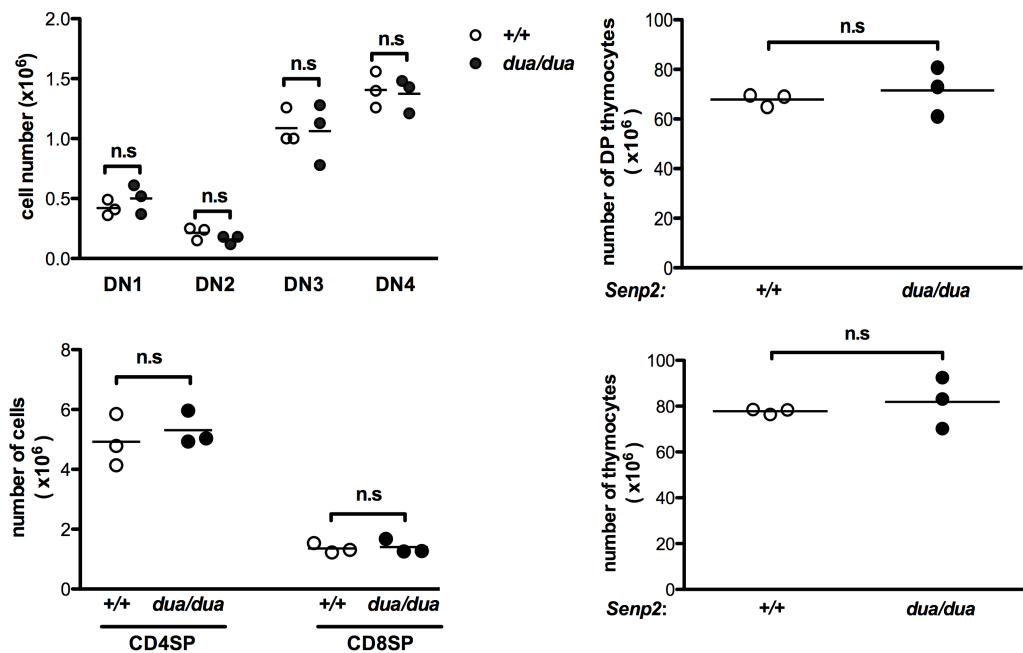 cell number (x10⁶)
2.0
1.5
1.0
0.5
0.0
n.s
n.s
n.s
n.s
DN1 DN2 DN3 DN4
+/+
dua/dua
number of DP thymocytes
( x10⁶)
100
80
60
40
20
0
n.s
Senp2: +/+ dua/dua
number of cells
( x10⁶)
8
6
4
2
0
n.s
n.s
+/+ dua/dua +/+ dua/dua
CD4SP CD8SP
number of thymocytes
( x10⁶)
100
80
60
40
20
0
n.s
Senp2: +/+ dua/dua